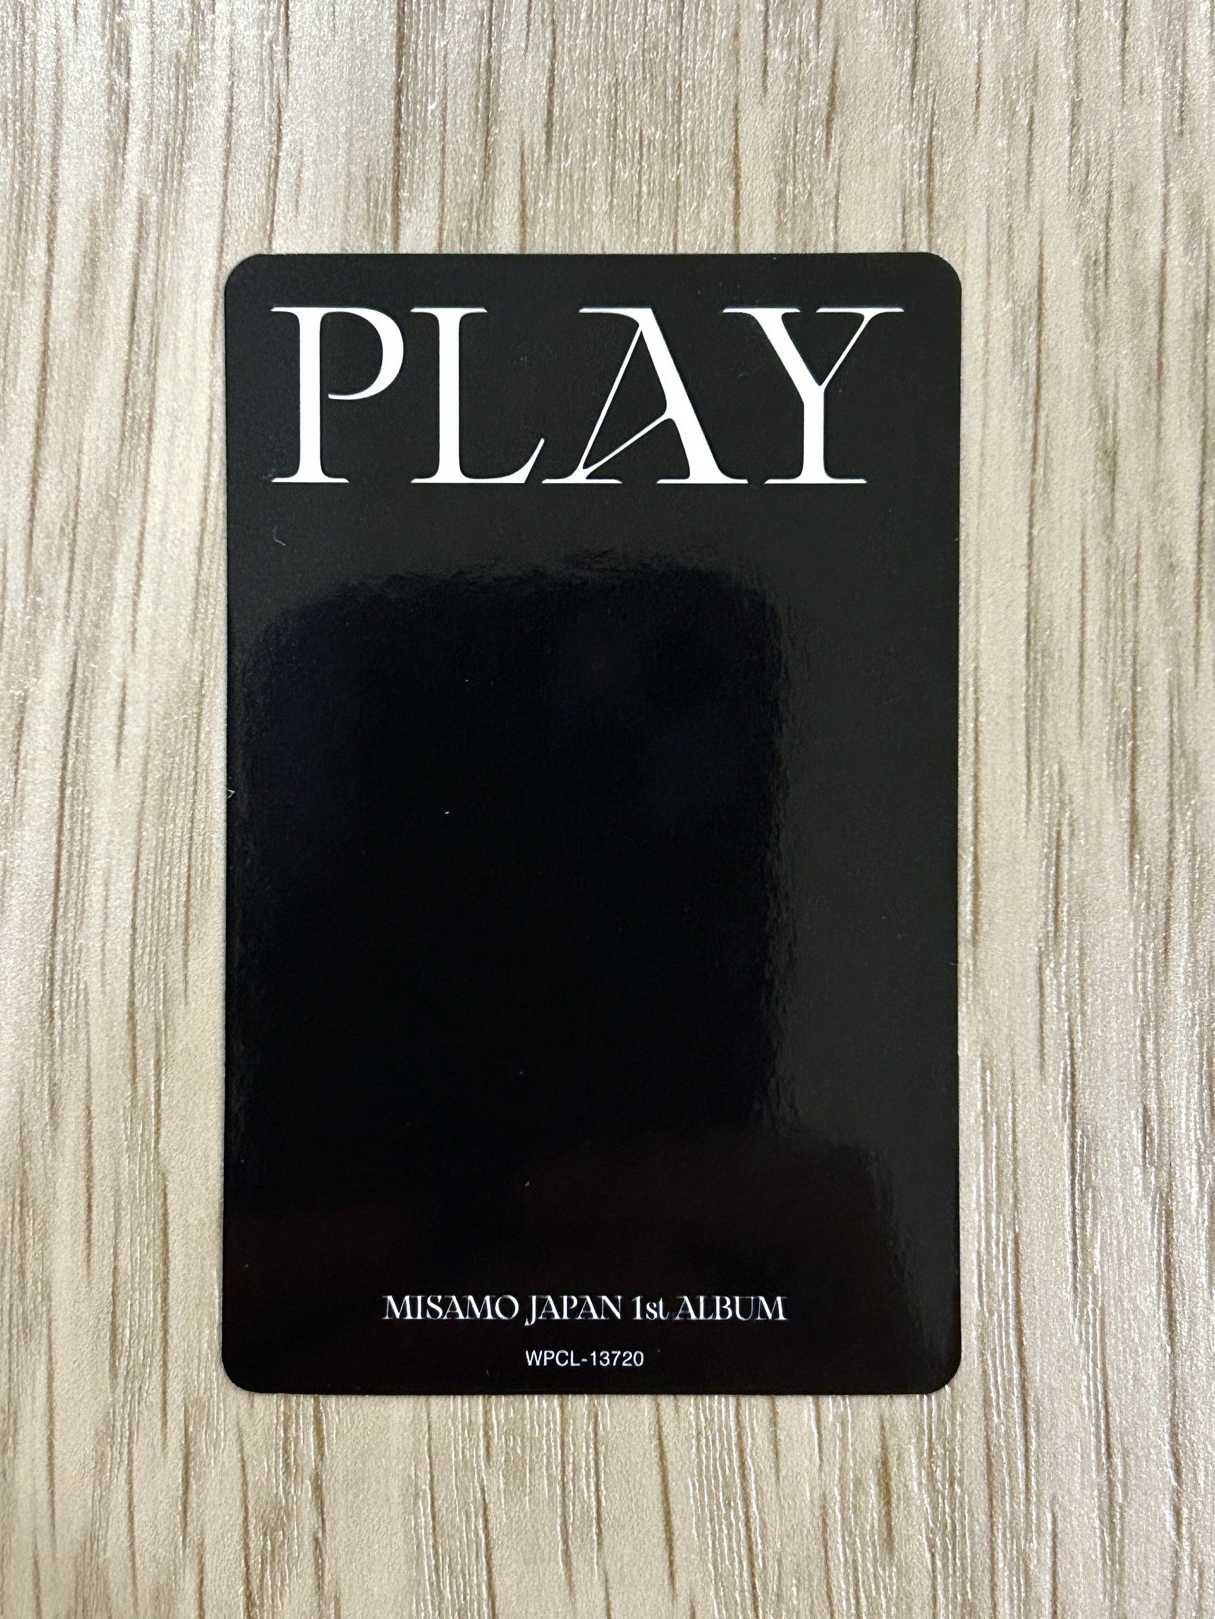 PLAY
MISAMO JAPAN 1st ALBUM
WPCL-13720